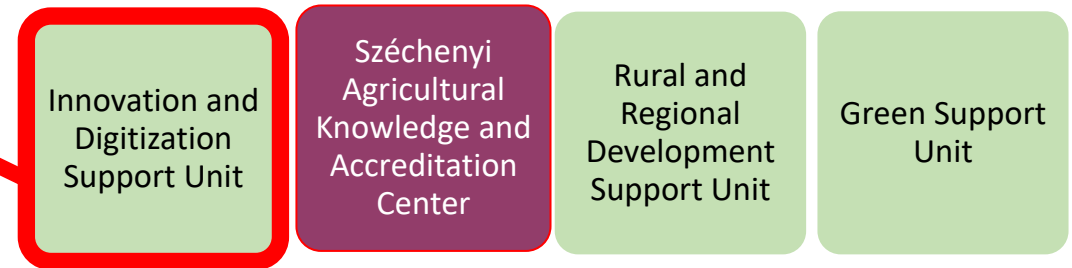 Innovation and
Digitization
Support Unit
Széchenyi
Agricultural
Knowledge and
Accreditation
Center
Rural and
Regional
Development
Support Unit
Green Support
Unit